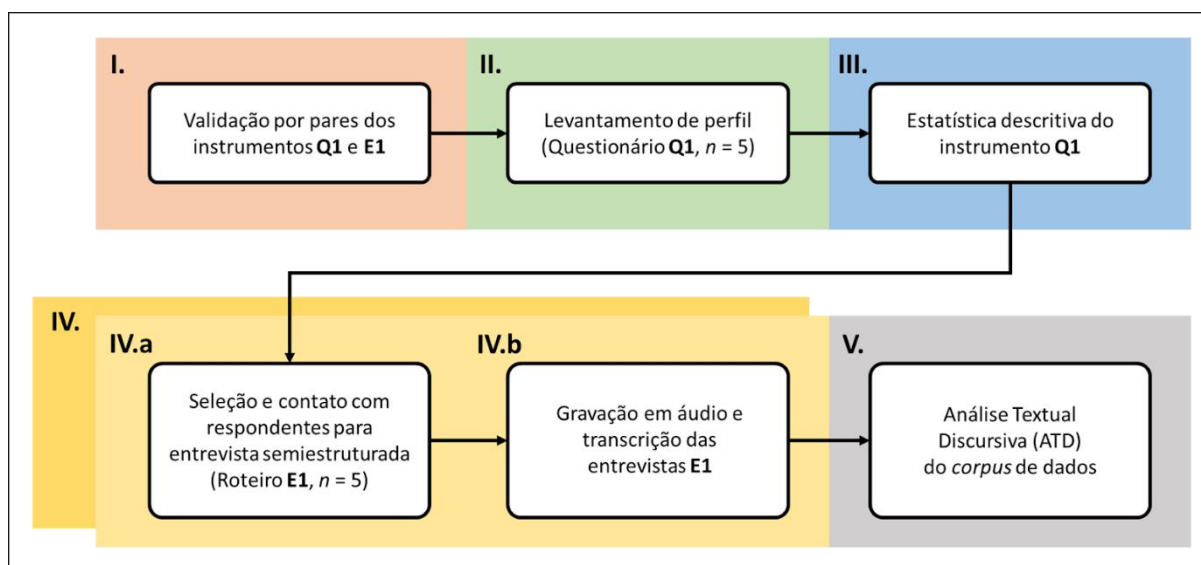 I.
Validação por pares dos
instrumentos Q1 e E1
II.
Levantamento de perfil
(Questionário Q1, n = 5)
III.
Estatística descritiva do
instrumento Q1
IV.
IV.a
Seleção e contato com
respondentes para
entrevista semiestruturada
(Roteiro E1, n = 5)
IV.b
Gravação em áudio e
transcrição das
entrevistas E1
V.
Análise Textual
Discursiva (ATD)
do corpus de dados